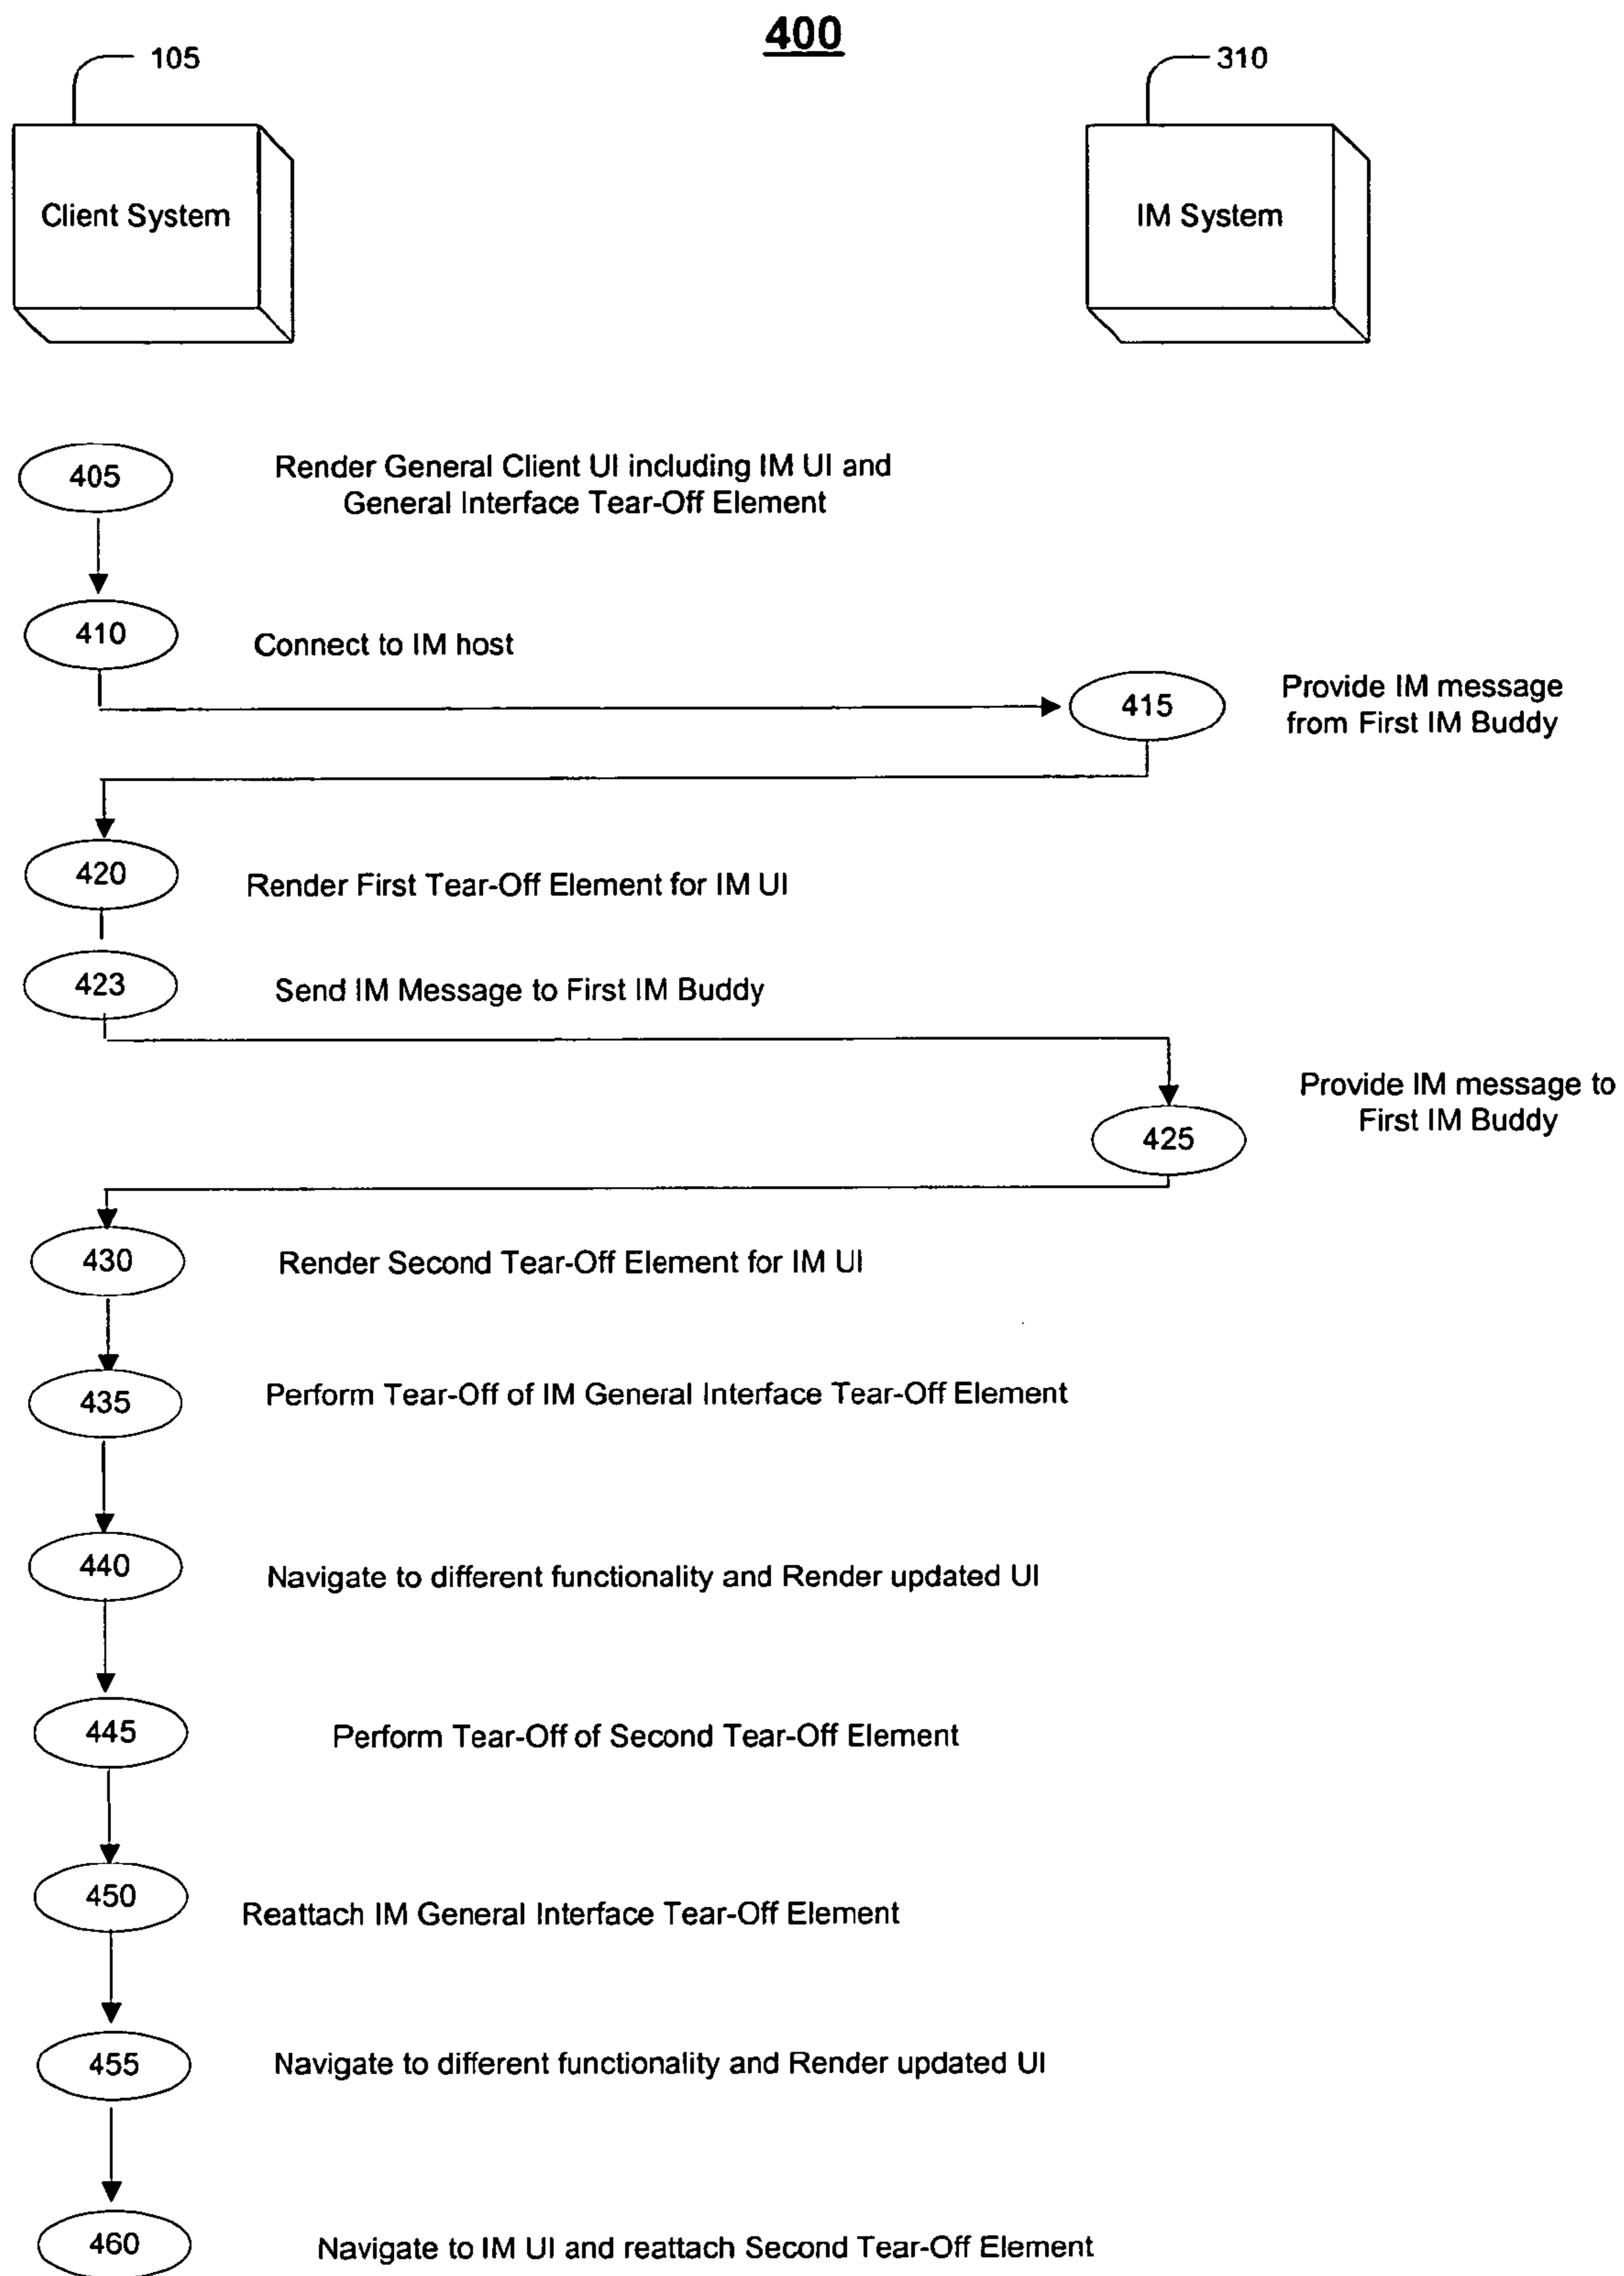 400
105
310
Client System
IM System
405
Render General Client UI including IM UI and
General Interface Tear-Off Element
410
Connect to IM host
415
Provide IM message
from First IM Buddy
420
Render First Tear-Off Element for IM UI
423
Send IM Message to First IM Buddy
425
Provide IM message to
First IM Buddy
430
Render Second Tear-Off Element for IM UI
435
Perform Tear-Off of IM General Interface Tear-Off Element
440
Navigate to different functionality and Render updated UI
445
Perform Tear-Off of Second Tear-Off Element
450
Reattach IM General Interface Tear-Off Element
455
Navigate to different functionality and Render updated UI
460
Navigate to IM UI and reattach Second Tear-Off Element